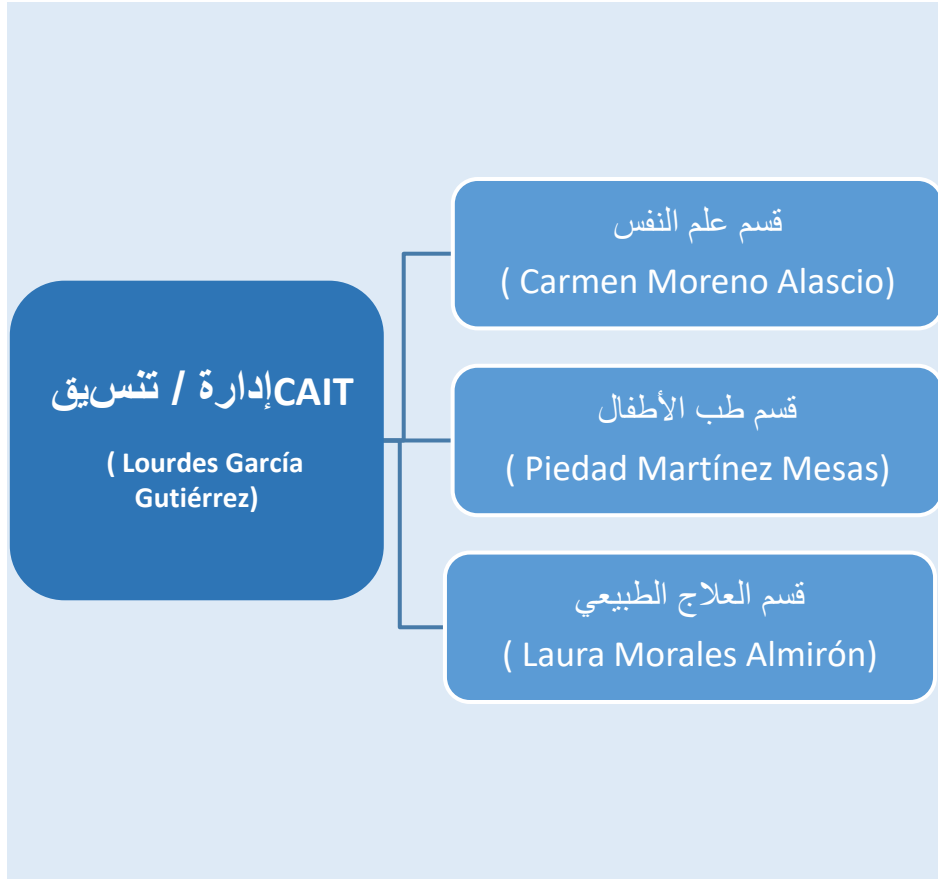 إدارة / تنسيق CAIT
( Lourdes García
Gutiérrez)
قسم علم النفس
( Carmen Moreno Alascio)
قسم طب الأطفال
( Piedad Martínez Mesas)
قسم العلاج الطبيعي
( Laura Morales Almirón)